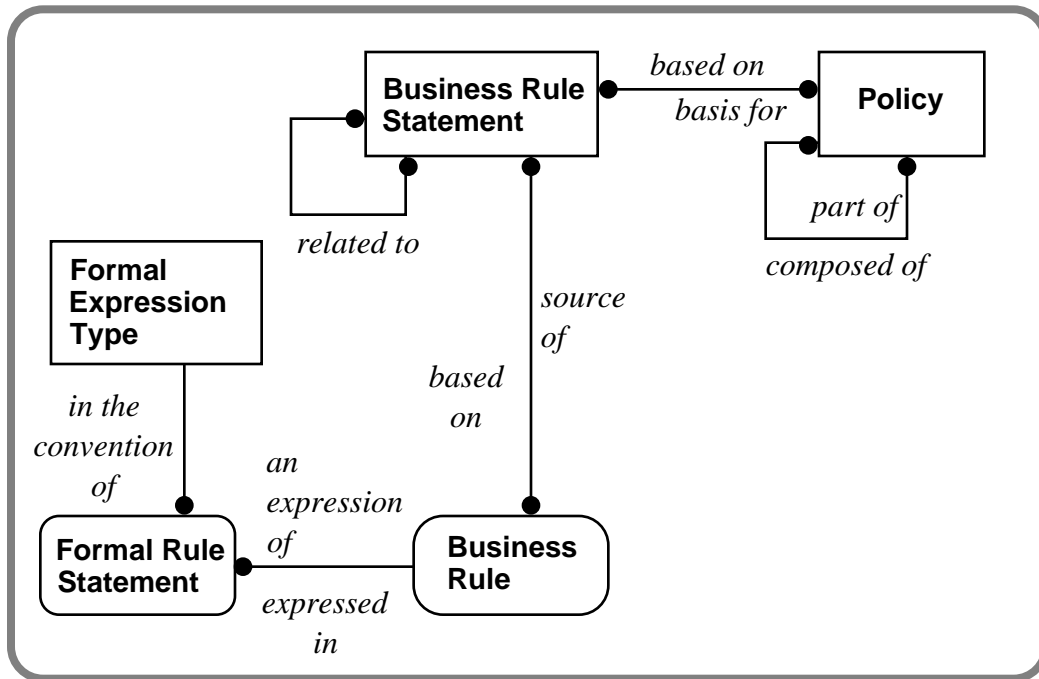 Business Rule
Statement
based on
basis for
Policy
related to
part of
composed of
Formal
Expression
Type
source
of
based
on
in the
convention
of
an
expression
of
Formal Rule
Statement
Business
Rule
expressed
in